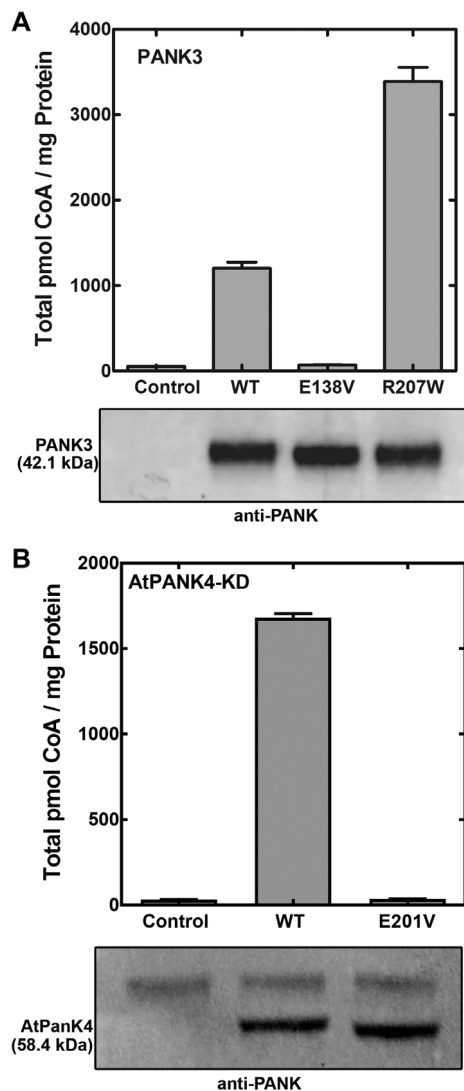 A
PANK3
Total pmol CoA / mg Protein
4000
3000
2000
1000
0
Control WT E138V R207W
PANK3
(42.1 kDa)
anti-PANK
B
AtPANK4-KD
Total pmol CoA / mg Protein
2000
1500
1000
500
0
Control WT E201V
AtPanK4
(58.4 kDa)
anti-PANK